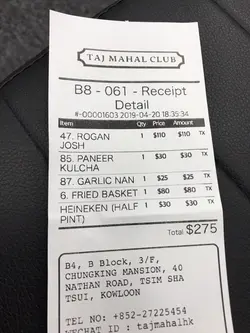 TAJ MAHAL CLUB
B8 - 061 - Receipt
Detail
#-00001603 2019-04-20 18:35:34
Item Qty Price Amount
47. ROGAN JOSH 1 $110 $110 TX
85. PANEER KULCHA 1 $30 $30 TX
87. GARLIC NAN 1 $25 $25 TX
6. FRIED BASKET 1 $80 $80 TX
HEINEKEN (HALF PINT) 1 $30 $30 TX
Total $275
B4, B Block, 3/F,
CHUNGKING MANSION, 40
NATHAN ROAD, TSIM SHA
TSUI, KOWLOON
TEL NO: +852-27225454
WECHAT ID : tajmahalhk